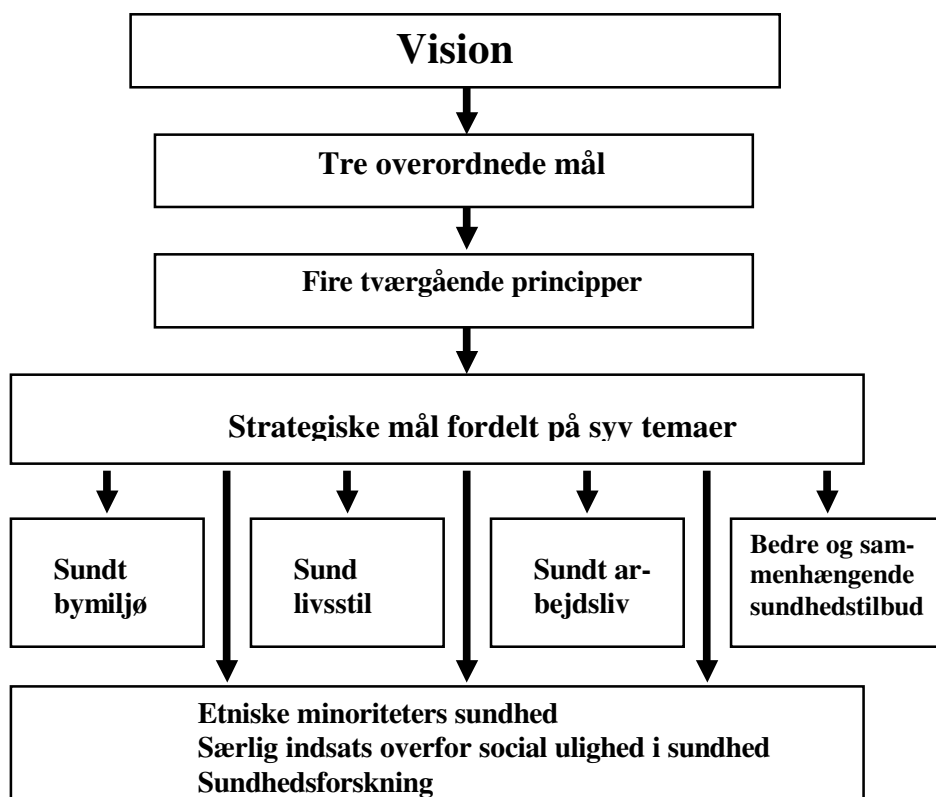 Vision
Tre overordnede mål
Fire tværgående principper
Strategiske mål fordelt på syv temaer
Sundt
bymiljø
Sund
livsstil
Sundt ar-
bejdsliv
Bedre og sam-
menhængende
sundhedstilbud
Etniske minoriteters sundhed
Særlig indsats overfor social ulighed i sundhed
Sundhedsforskning